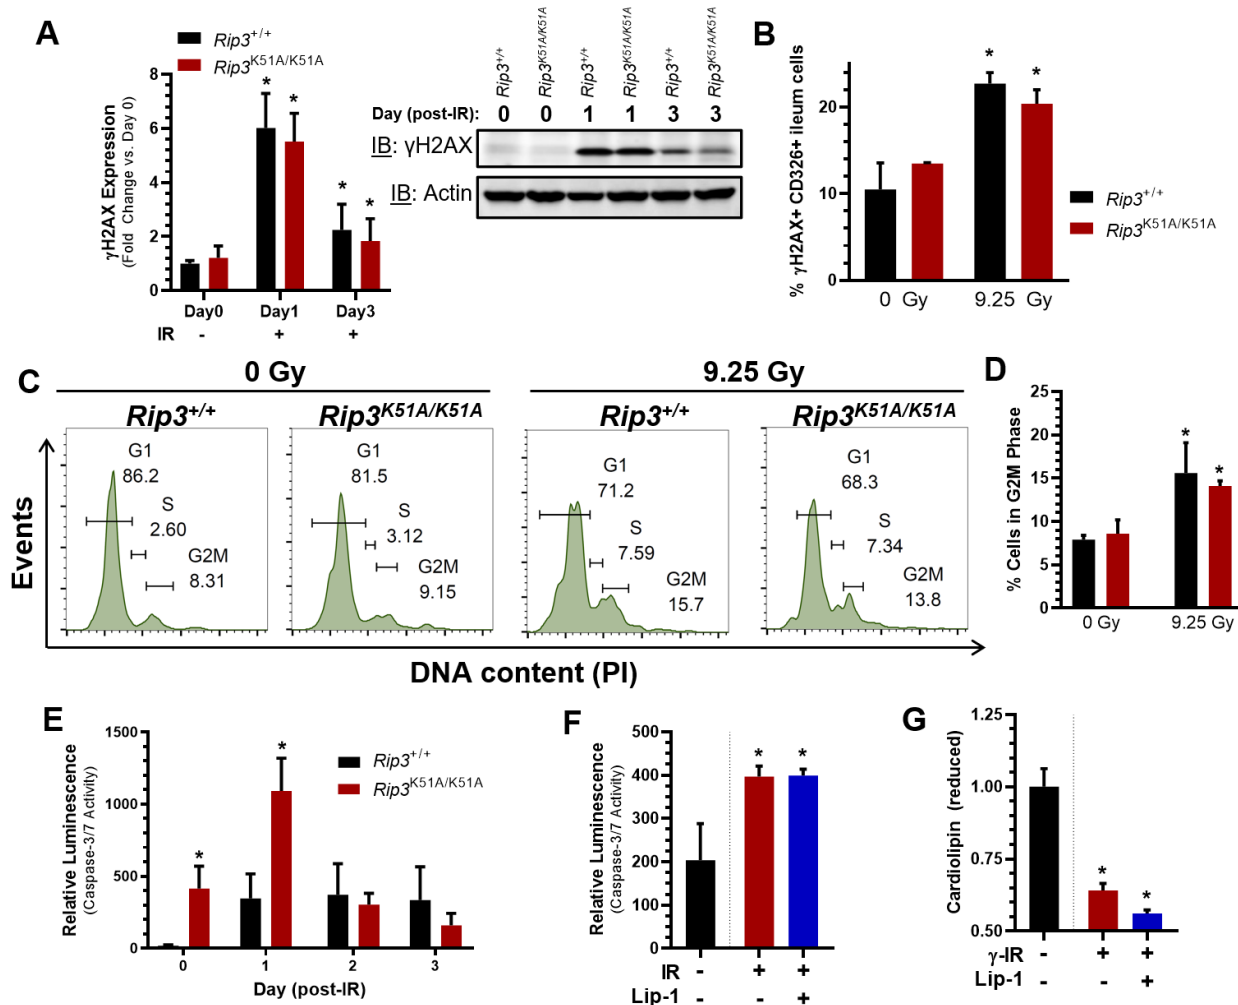 A
Rip3+/+
Rip3K51A/K51A
γH2AX Expression
(Fold Change vs. Day 0)
8
6
4
2
0
* * * *
Day0 Day1 Day3
IR - + +
Rip3+/+ Rip3K51A/K51A Rip3+/+ Rip3K51A/K51A Rip3+/+ Rip3K51A/K51A
Day (post-IR): 0 0 1 1 3 3
IB: γH2AX
IB: Actin
B
% γH2AX+ CD326+ ileum cells
20
10
0
* *
0 Gy 9.25 Gy
Rip3+/+
Rip3K51A/K51A
C
0 Gy 9.25 Gy
Rip3+/+ Rip3K51A/K51A Rip3+/+ Rip3K51A/K51A
Events
G1
86.2
S
2.60
G2M
8.31
G1
81.5
S
3.12
G2M
9.15
G1
71.2
S
7.59
G2M
15.7
G1
68.3
S
7.34
G2M
13.8
DNA content (PI)
D
% Cells in G2M Phase
25
20
15
10
5
0
* *
0 Gy 9.25 Gy
E
Relative Luminescence
(Caspase-3/7 Activity)
1500
1000
500
0
* *
Rip3+/+
Rip3K51A/K51A
0 1 2 3
Day (post-IR)
F
Relative Luminescence
(Caspase-3/7 Activity)
500
400
300
200
100
0
* *
IR - + +
Lip-1 - - +
G
Cardiolipin (reduced)
1.25
1.00
0.75
0.50
* *
γ-IR - + +
Lip-1 - - +